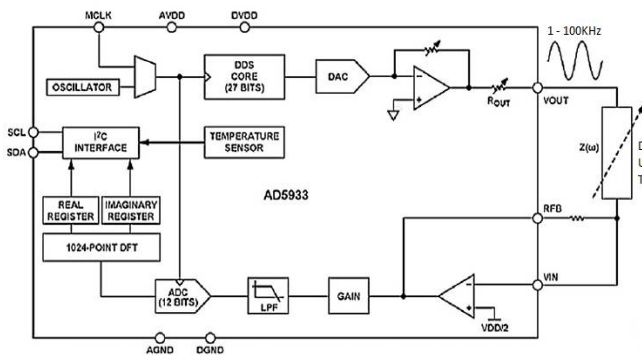 MCLK AVDD DVDD
1 - 100KHz
OSCILLATOR
DDS
CORE
(27 BITS)
DAC
ROUT
VOUT
SCL
SDA
I²C
INTERFACE
TEMPERATURE
SENSOR
Z(ω)
D
U
T
AD5933
REAL
REGISTER
IMAGINARY
REGISTER
RFB
1024-POINT DFT
ADC
(12 BITS)
LPF
GAIN
VIN
VDD/2
AGND DGND